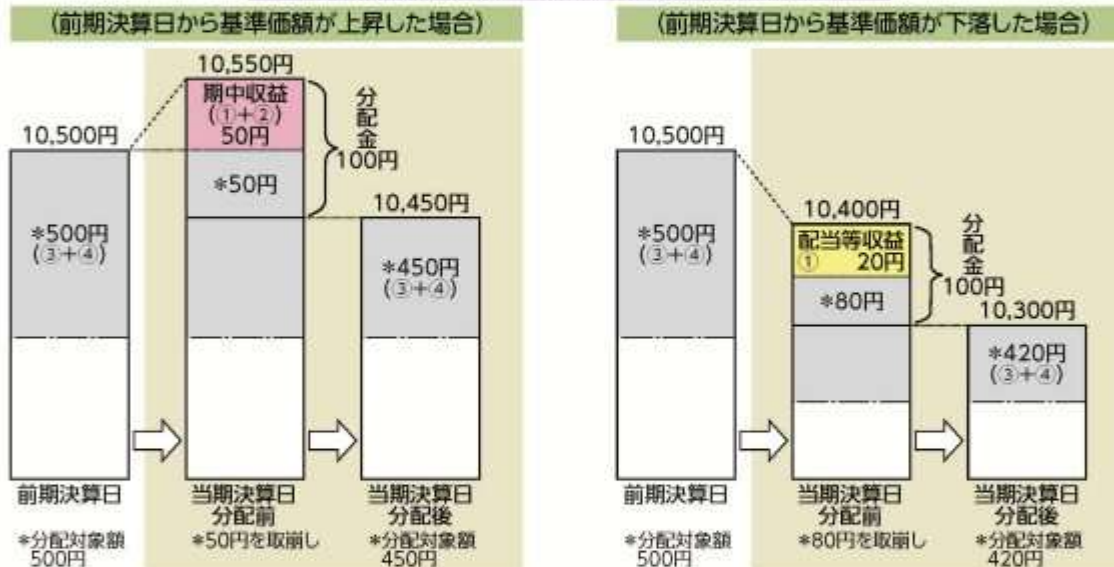 (前期決算日から基準価額が上昇した場合)
10,550円
期中収益
(①+②)
50円
分配金
100円
10,500円
*50円
10,450円
*500円
(③+④)
*450円
(③+④)
前期決算日
当期決算日
分配前
当期決算日
分配後
*分配対象額
500円
*50円を取崩し
*分配対象額
450円
(前期決算日から基準価額が下落した場合)
10,500円
10,400円
*500円
(③+④)
配当等収益
① 20円
分配金
100円
*80円
10,300円
*420円
(③+④)
前期決算日
当期決算日
分配前
当期決算日
分配後
*分配対象額
500円
*80円を取崩し
*分配対象額
420円